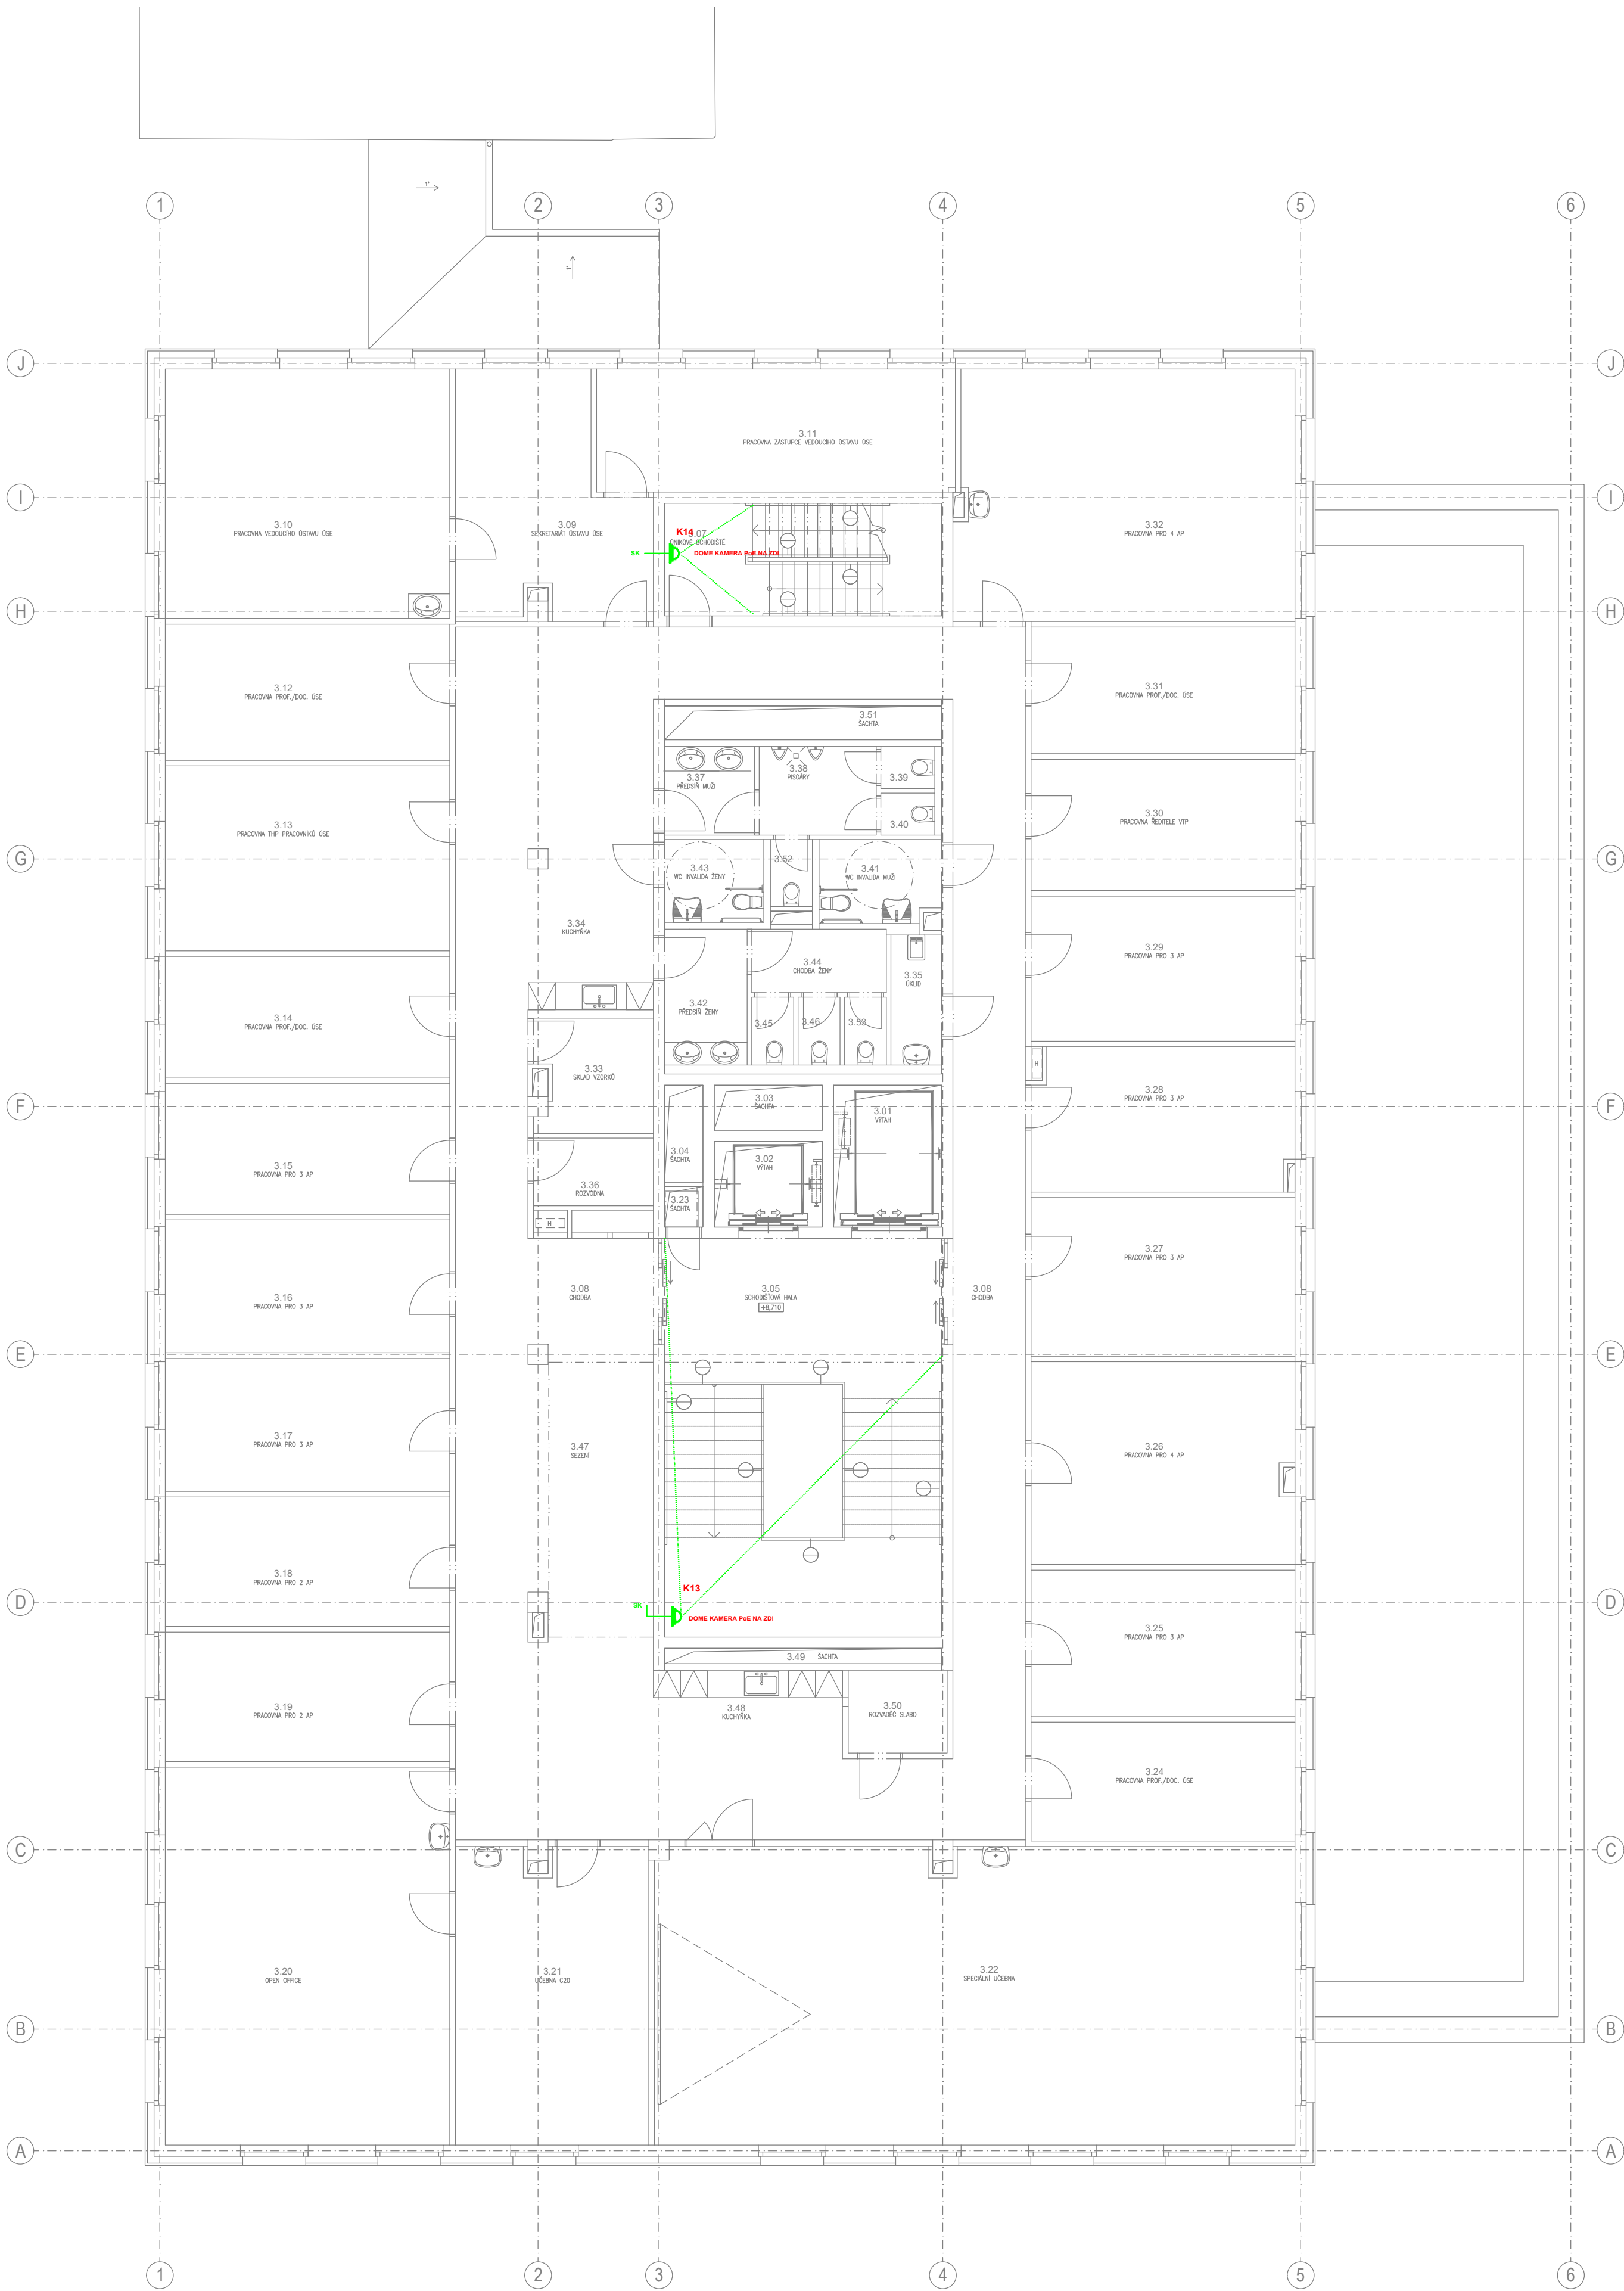 1°
1°
1
2
3
4
5
6
J
J
3.11
PRACOVNA ZÁSTUPCE VEDOUCÍHO ÚSTAVU ÚSE
I
I
3.10
PRACOVNA VEDOUCÍHO ÚSTAVU ÚSE
3.09
SEKRETARIÁT ÚSTAVU ÚSE
K14
3.07
ÚNIKOVÉ SCHODIŠTĚ
SK
DOME KAMERA PoE NA ZDI
3.32
PRACOVNA PRO 4 AP
H
H
3.12
PRACOVNA PROF./DOC. ÚSE
3.31
PRACOVNA PROF./DOC. ÚSE
3.51
ŠACHTA
3.37
PŘEDSÍŇ MUŽI
3.38
PISOÁRY
3.39
3.40
3.13
PRACOVNA THP PRACOVNÍKŮ ÚSE
3.30
PRACOVNA ŘEDITELE VTP
G
G
3.43
WC INVALIDA ŽENY
3.52
3.41
WC INVALIDA MUŽI
3.34
KUCHYŇKA
3.29
PRACOVNA PRO 3 AP
3.44
CHODBA ŽENY
3.35
ÚKLID
3.42
PŘEDSÍŇ ŽENY
3.45
3.46
3.53
3.14
PRACOVNA PROF./DOC. ÚSE
3.33
SKLAD VZORKŮ
H
3.28
PRACOVNA PRO 3 AP
F
F
3.03
ŠACHTA
3.01
VÝTAH
3.04
ŠACHTA
3.02
VÝTAH
3.15
PRACOVNA PRO 3 AP
3.36
ROZVODNA
3.23
ŠACHTA
H
3.27
PRACOVNA PRO 3 AP
3.16
PRACOVNA PRO 3 AP
3.08
CHODBA
3.05
SCHODIŠŤOVÁ HALA
+8,710
3.08
CHODBA
E
E
3.17
PRACOVNA PRO 3 AP
3.47
SEZENÍ
3.26
PRACOVNA PRO 4 AP
3.18
PRACOVNA PRO 2 AP
K13
SK
DOME KAMERA PoE NA ZDI
D
D
3.25
PRACOVNA PRO 3 AP
3.49 ŠACHTA
3.19
PRACOVNA PRO 2 AP
3.48
KUCHYŇKA
3.50
ROZVADĚČ SLABO
3.24
PRACOVNA PROF./DOC. ÚSE
C
C
3.20
OPEN OFFICE
3.21
UČEBNA C20
3.22
SPECIÁLNÍ UČEBNA
B
B
A
A
1
2
3
4
5
6